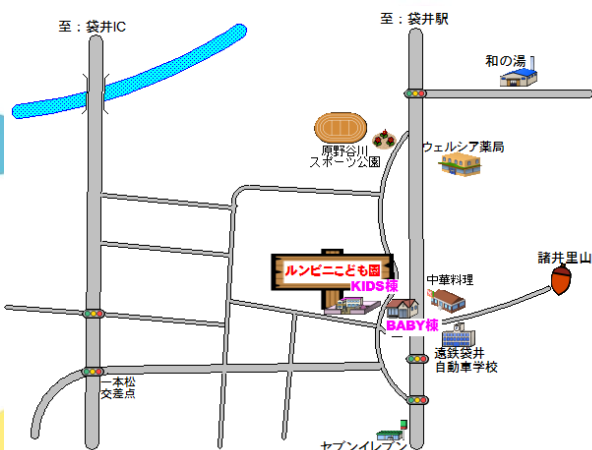 至：袋井IC
至：袋井駅
和の湯
原野谷川
スポーツ公園
ウェルシア薬局
諸井里山
ルンビニこども園
KIDS棟
中華料理
BABY棟
遠鉄袋井
自動車学校
一本松
交差点
セブンイレブン